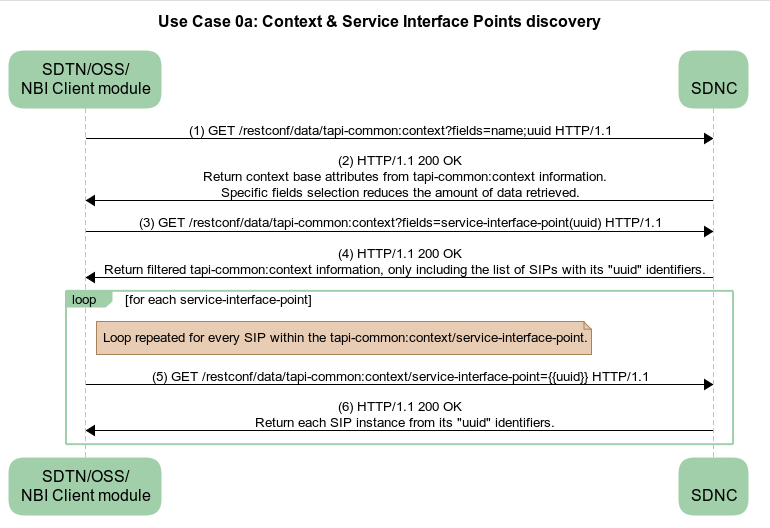 Use Case 0a: Context & Service Interface Points discovery
SDTN/OSS/
NBI Client module
SDNC
(1) GET /restconf/data/tapi-common:context?fields=name;uuid HTTP/1.1
(2) HTTP/1.1 200 OK
Return context base attributes from tapi-common:context information.
Specific fields selection reduces the amount of data retrieved.
(3) GET /restconf/data/tapi-common:context?fields=service-interface-point(uuid) HTTP/1.1
(4) HTTP/1.1 200 OK
Return filtered tapi-common:context information, only including the list of SIPs with its "uuid" identifiers.
loop [for each service-interface-point]
Loop repeated for every SIP within the tapi-common:context/service-interface-point.
(5) GET /restconf/data/tapi-common:context/service-interface-point={{uuid}} HTTP/1.1
(6) HTTP/1.1 200 OK
Return each SIP instance from its "uuid" identifiers.
SDTN/OSS/
NBI Client module
SDNC